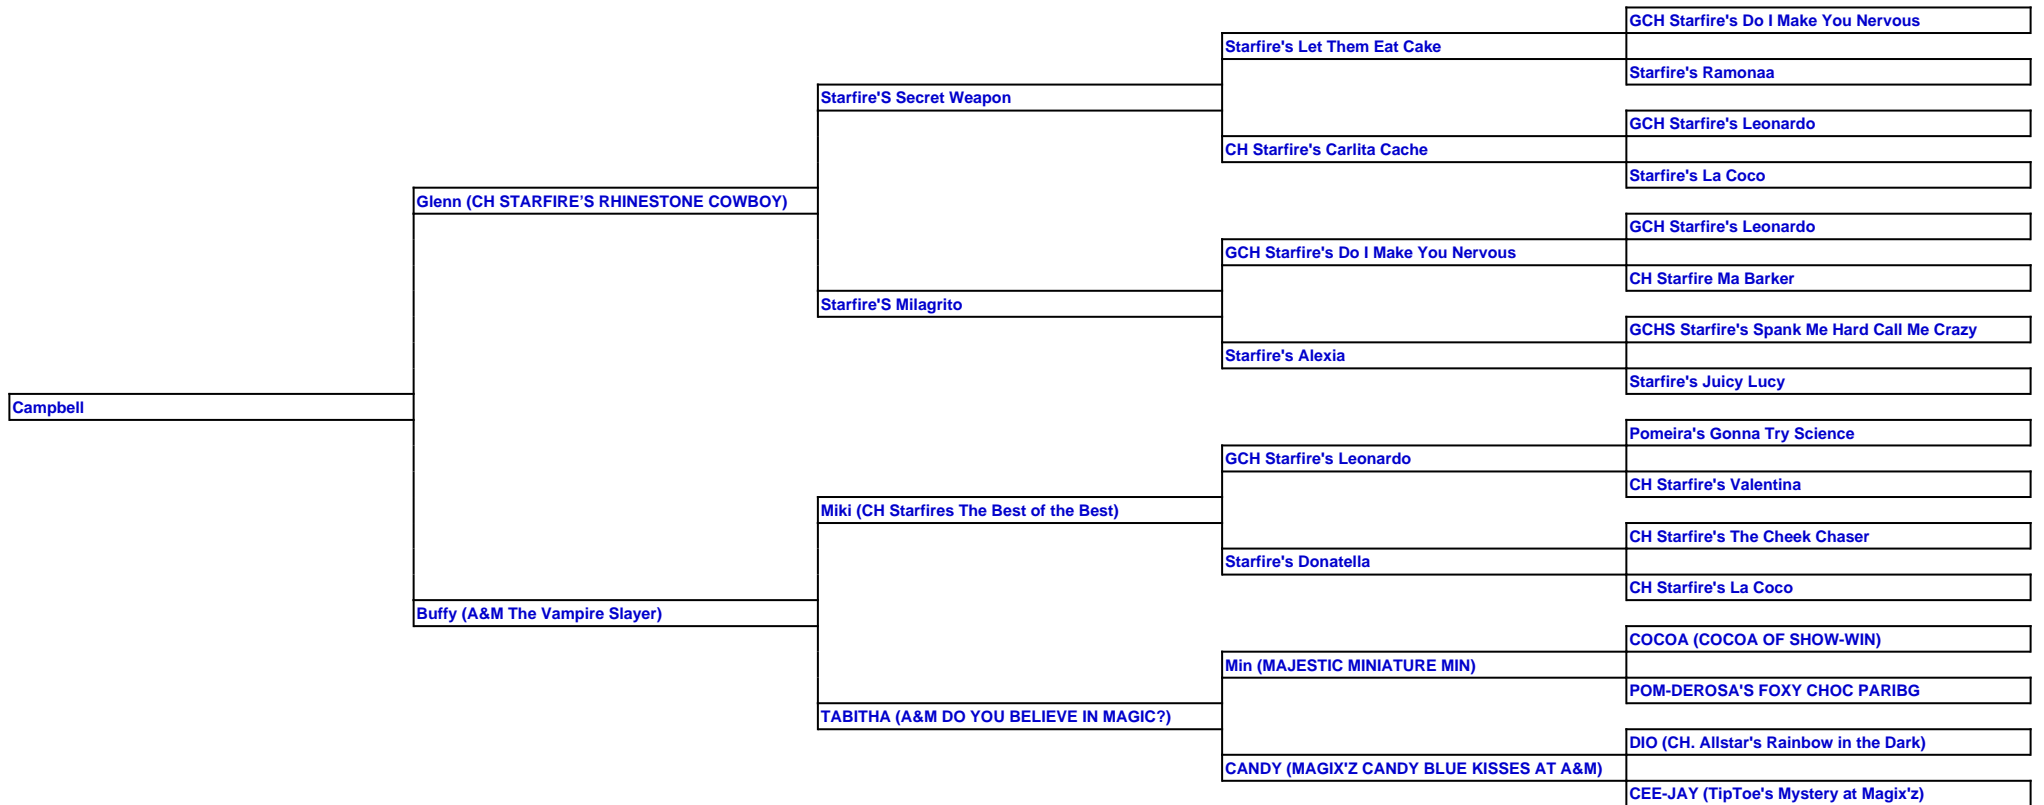 GCH Starfire's Do I Make You Nervous
Starfire's Let Them Eat Cake
Starfire's Ramonaa
Starfire'S Secret Weapon
GCH Starfire's Leonardo
CH Starfire's Carlita Cache
Starfire's La Coco
Glenn (CH STARFIRE’S RHINESTONE COWBOY)
GCH Starfire's Leonardo
GCH Starfire's Do I Make You Nervous
CH Starfire Ma Barker
Starfire'S Milagrito
GCHS Starfire's Spank Me Hard Call Me Crazy
Starfire's Alexia
Starfire's Juicy Lucy
Campbell
Pomeira's Gonna Try Science
GCH Starfire's Leonardo
CH Starfire's Valentina
Miki (CH Starfires The Best of the Best)
CH Starfire's The Cheek Chaser
Starfire's Donatella
CH Starfire's La Coco
Buffy (A&M The Vampire Slayer)
COCOA (COCOA OF SHOW-WIN)
Min (MAJESTIC MINIATURE MIN)
POM-DEROSA'S FOXY CHOC PARIBG
TABITHA (A&M DO YOU BELIEVE IN MAGIC?)
DIO (CH. Allstar's Rainbow in the Dark)
CANDY (MAGIX'Z CANDY BLUE KISSES AT A&M)
CEE-JAY (TipToe's Mystery at Magix'z)